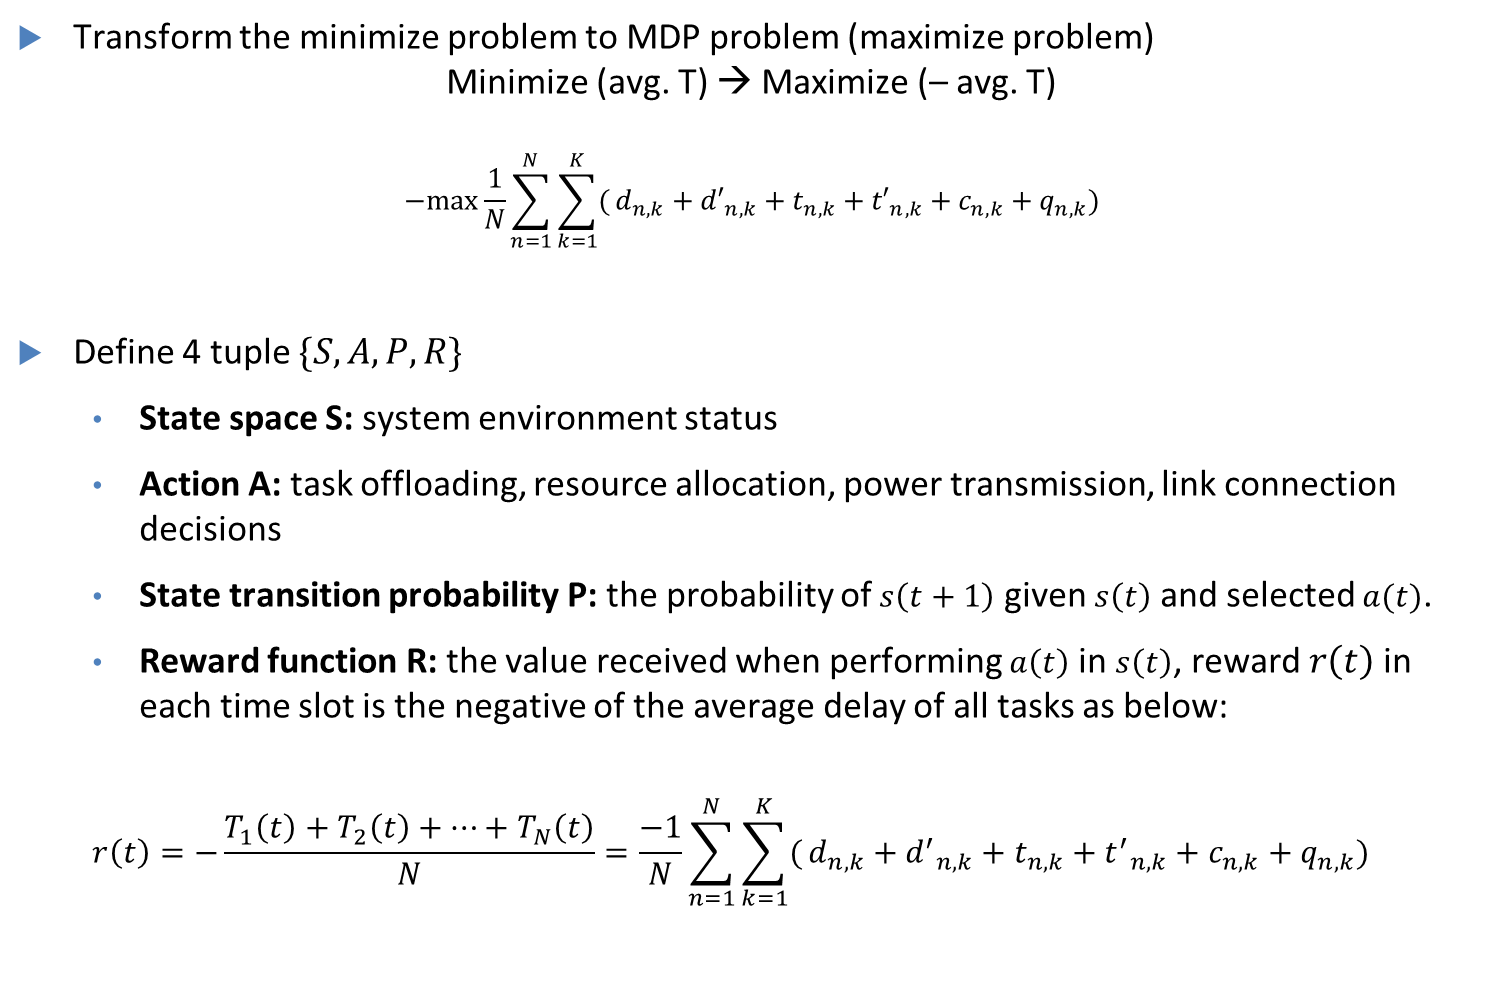 ▶ Transform the minimize problem to MDP problem (maximize problem)
Minimize (avg. T) → Maximize (– avg. T)
−max 1/N ∑_{n=1}^{N} ∑_{k=1}^{K} ( d_{n,k} + d′_{n,k} + t_{n,k} + t′_{n,k} + c_{n,k} + q_{n,k})
▶ Define 4 tuple {S, A, P, R}
• State space S: system environment status
• Action A: task offloading, resource allocation, power transmission, link connection
decisions
• State transition probability P: the probability of s(t + 1) given s(t) and selected a(t).
• Reward function R: the value received when performing a(t) in s(t), reward r(t) in
each time slot is the negative of the average delay of all tasks as below:
r(t) = − (T_1(t) + T_2(t) + ⋯ + T_N(t))/N = −1/N ∑_{n=1}^{N} ∑_{k=1}^{K} ( d_{n,k} + d′_{n,k} + t_{n,k} + t′_{n,k} + c_{n,k} + q_{n,k})